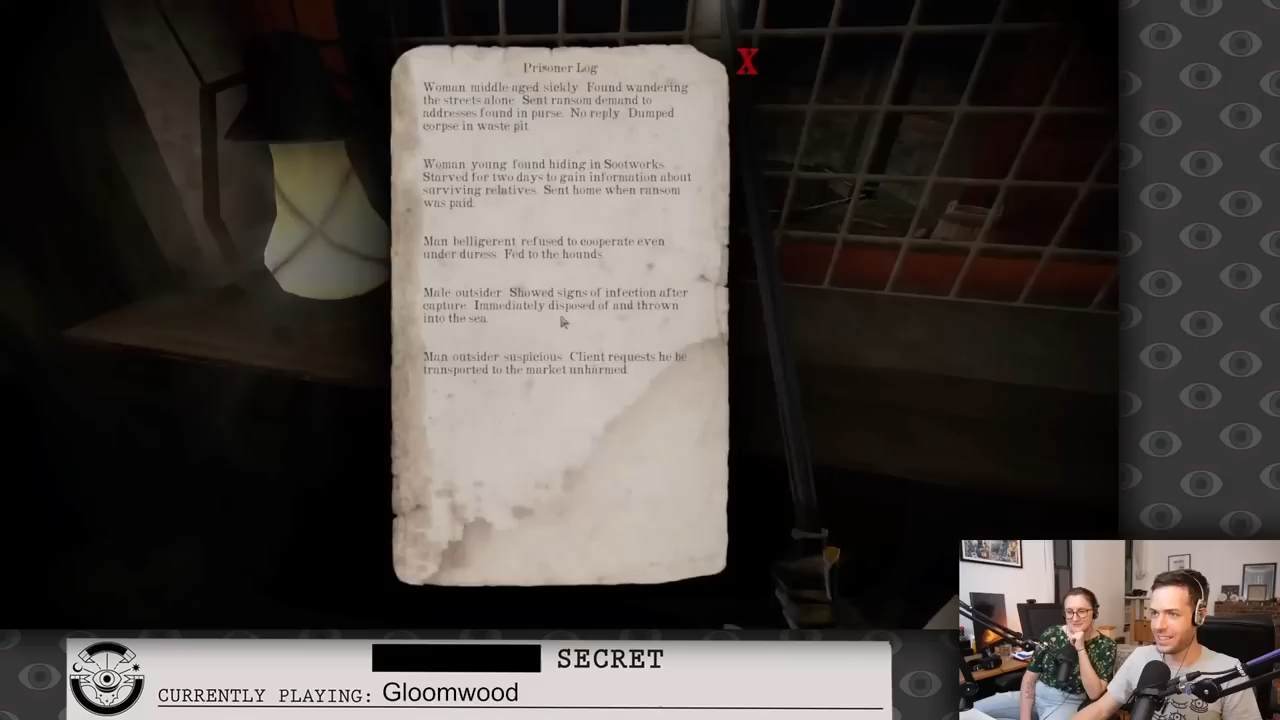 Prisoner Log
X
Woman middle aged sickly Found wandering
the streets alone Sent ransom demand to
addresses found in purse. No reply Dumped
corpse in waste pit
Woman young found hiding in Sootworks.
Starved for two days to gain information about
surviving relatives. Sent home when ransom
was paid
Man belligerent refused to cooperate even
under duress. Fed to the hounds.
Male outsider Showed signs of infection after
capture. Immediately disposed of and thrown
into the sea.
Man outsider suspicious Client requests he be
transported to the market unharmed
SECRET
CURRENTLY PLAYING: Gloomwood